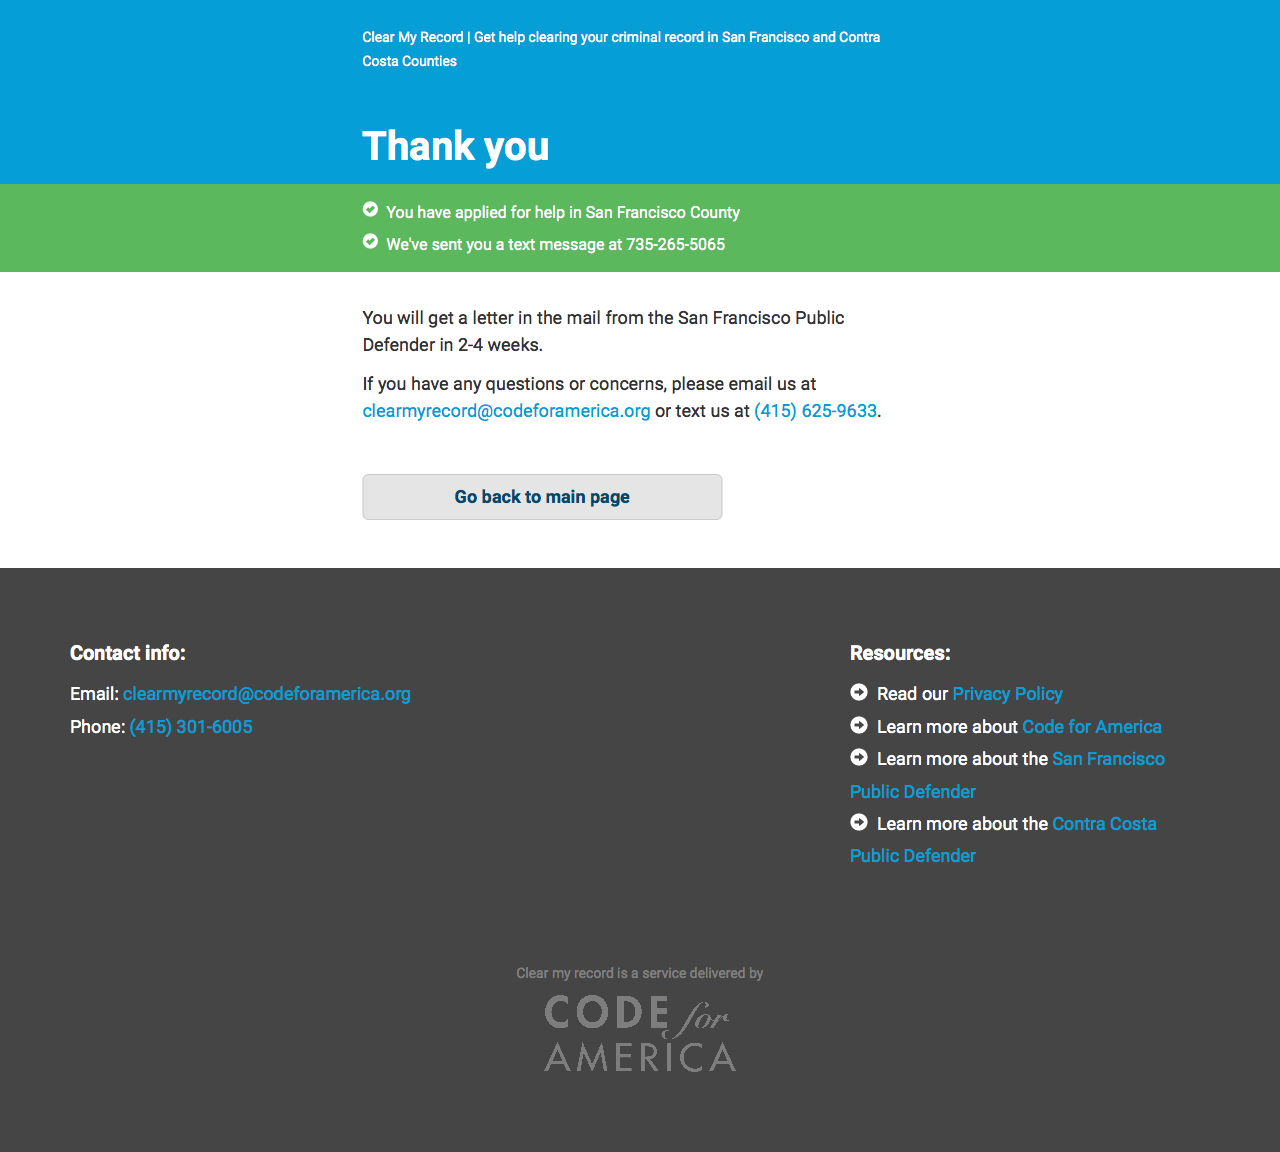 Clear My Record | Get help clearing your criminal record in San Francisco and Contra
Costa Counties
Thank you
You have applied for help in San Francisco County
We've sent you a text message at 735-265-5065
You will get a letter in the mail from the San Francisco Public
Defender in 2-4 weeks.
If you have any questions or concerns, please email us at
clearmyrecord@codeforamerica.org or text us at (415) 625-9633.
Go back to main page
Contact info:
Email: clearmyrecord@codeforamerica.org
Phone: (415) 301-6005
Resources:
Read our Privacy Policy
Learn more about Code for America
Learn more about the San Francisco
Public Defender
Learn more about the Contra Costa
Public Defender
Clear my record is a service delivered by
CODE for
AMERICA